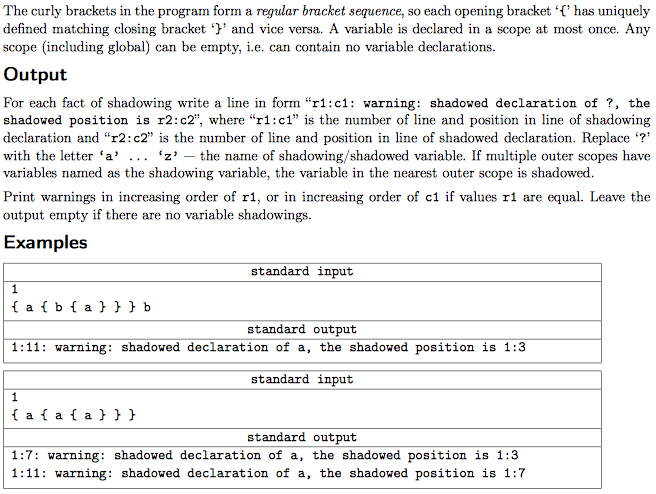 The curly brackets in the program form a regular bracket sequence, so each opening bracket ‘{’ has uniquely
defined matching closing bracket ‘}’ and vice versa. A variable is declared in a scope at most once. Any
scope (including global) can be empty, i.e. can contain no variable declarations.
Output
For each fact of shadowing write a line in form “r1:c1: warning: shadowed declaration of ?, the
shadowed position is r2:c2”, where “r1:c1” is the number of line and position in line of shadowing
declaration and “r2:c2” is the number of line and position in line of shadowed declaration. Replace ‘?’
with the letter ‘a’ ... ‘z’ — the name of shadowing/shadowed variable. If multiple outer scopes have
variables named as the shadowing variable, the variable in the nearest outer scope is shadowed.
Print warnings in increasing order of r1, or in increasing order of c1 if values r1 are equal. Leave the
output empty if there are no variable shadowings.
Examples
standard input
1
{ a { b { a } } } b
standard output
1:11: warning: shadowed declaration of a, the shadowed position is 1:3
standard input
1
{ a { a { a } } }
standard output
1:7: warning: shadowed declaration of a, the shadowed position is 1:3
1:11: warning: shadowed declaration of a, the shadowed position is 1:7